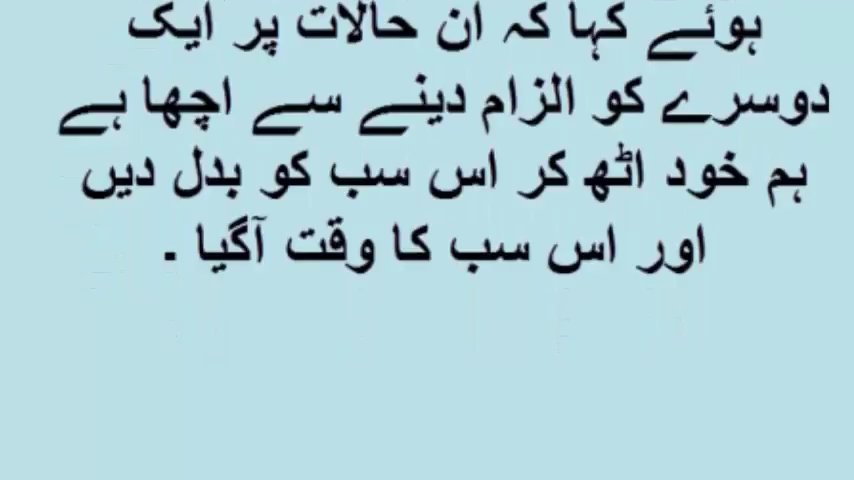 ہوئے کہا کہ ان حالات پر ایک
دوسرے کو الزام دینے سے اچھا ہے
ہم خود اٹھ کر اس سب کو بدل دیں
اور اس سب کا وقت آگیا .